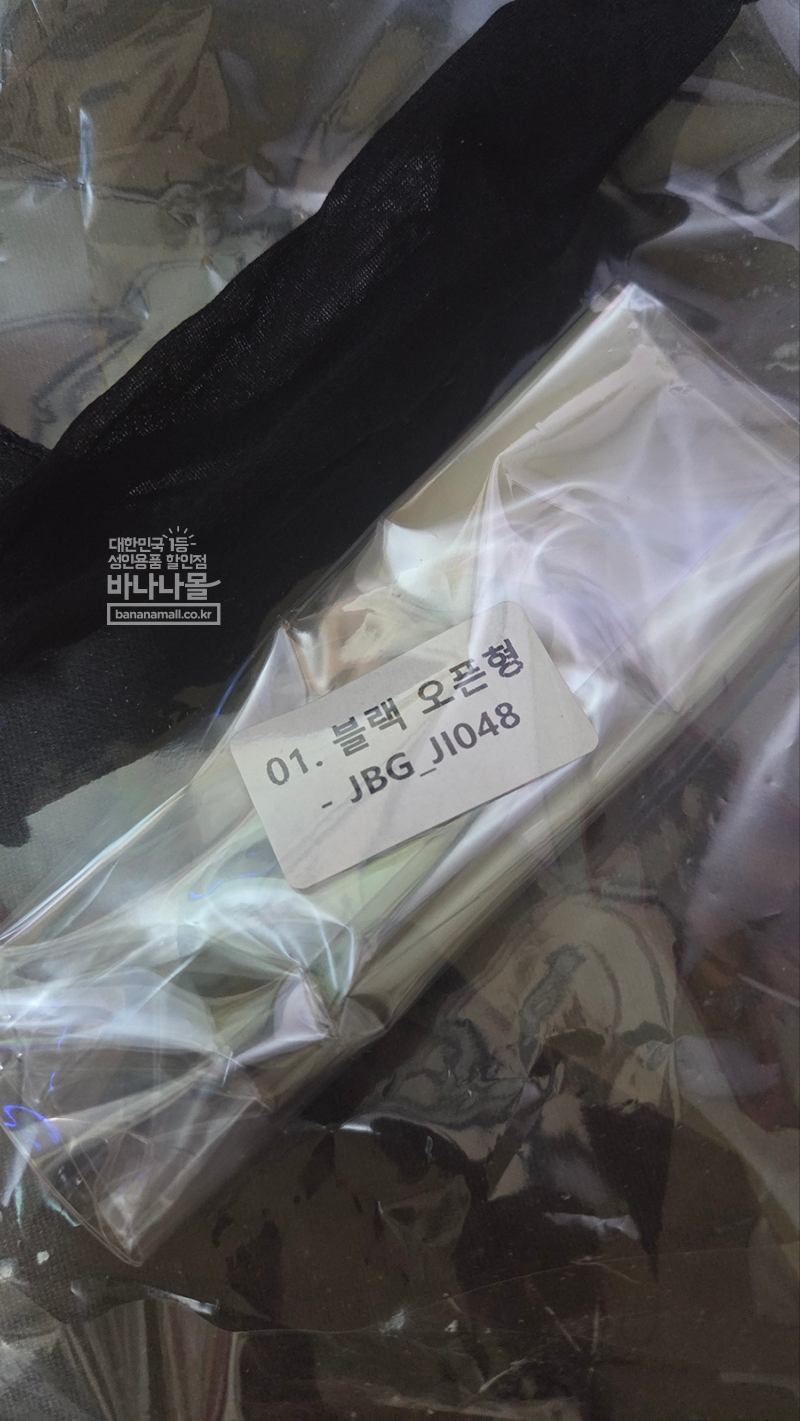 대한민국 1등
성인용품 할인점
바나나몰
bananamall.co.kr
01. 블랙 오픈형
- JBG_JI048